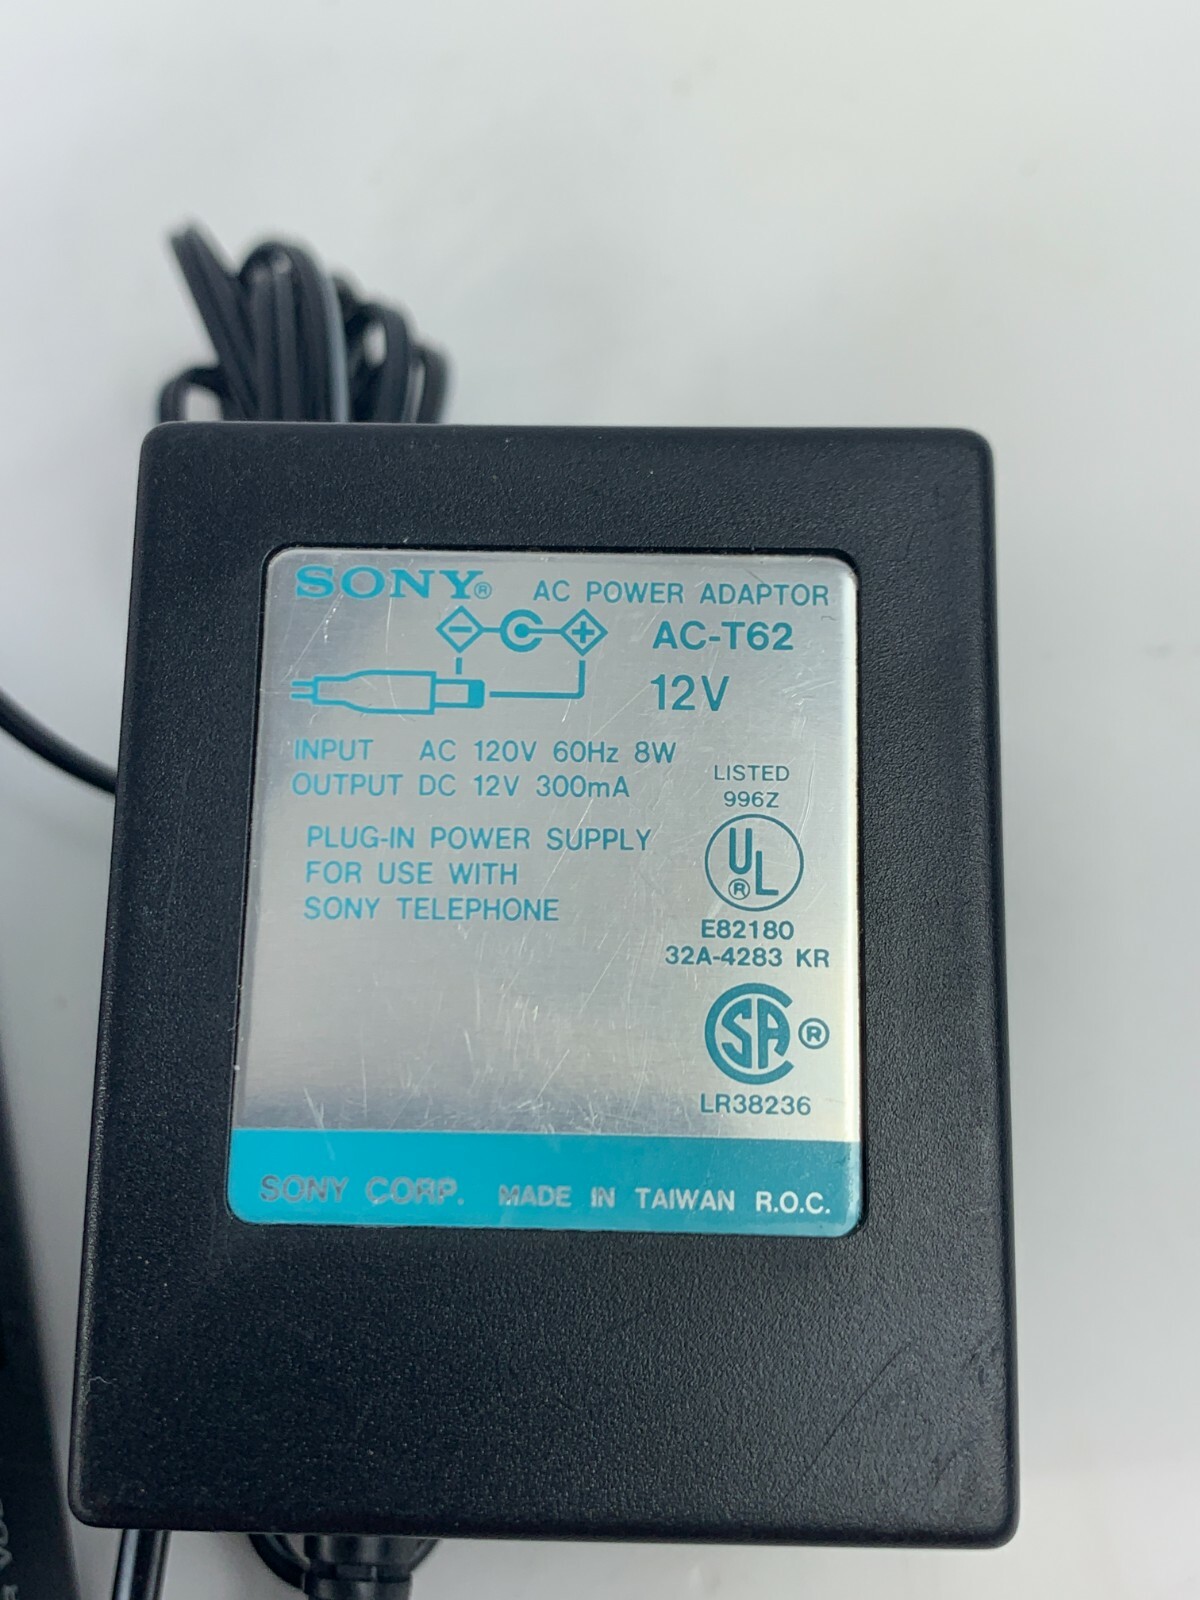 SONY® AC POWER ADAPTOR
AC-T62
12V
INPUT AC 120V 60Hz 8W
OUTPUT DC 12V 300mA
PLUG-IN POWER SUPPLY
FOR USE WITH
SONY TELEPHONE
LISTED
996Z
UL®
E82180
32A-4283 KR
SA®
LR38236
SONY CORP. MADE IN TAIWAN R.O.C.